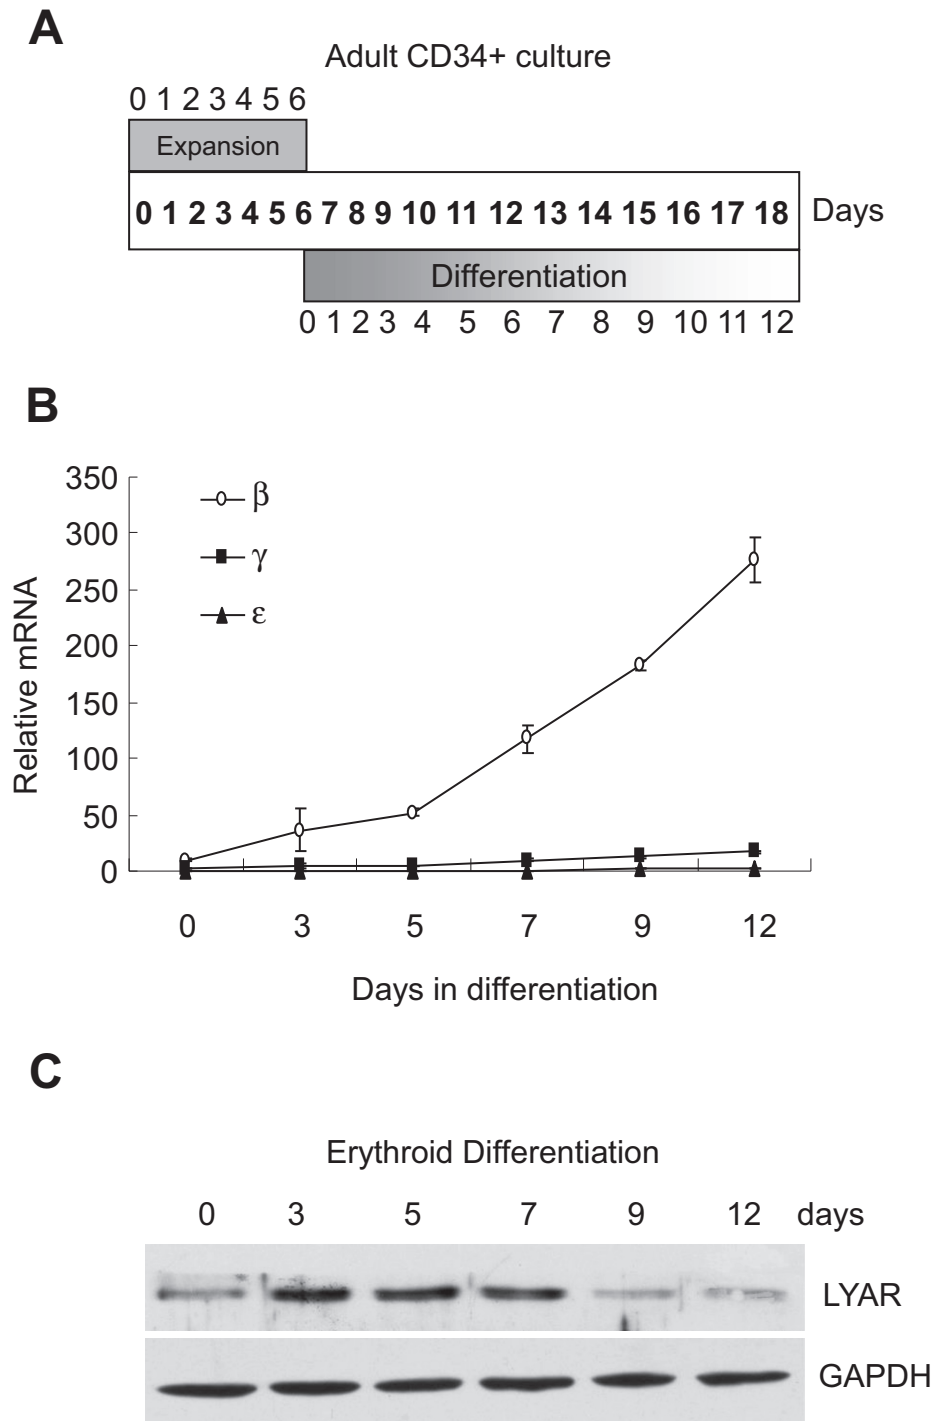 A
Adult CD34+ culture
0 1 2 3 4 5 6
Expansion
0 1 2 3 4 5 6 7 8 9 10 11 12 13 14 15 16 17 18 Days
Differentiation
0 1 2 3 4 5 6 7 8 9 10 11 12
B
350
300
250
200
150
100
50
0
Relative mRNA
β
γ
ε
0 3 5 7 9 12
Days in differentiation
C
Erythroid Differentiation
0 3 5 7 9 12 days
LYAR
GAPDH